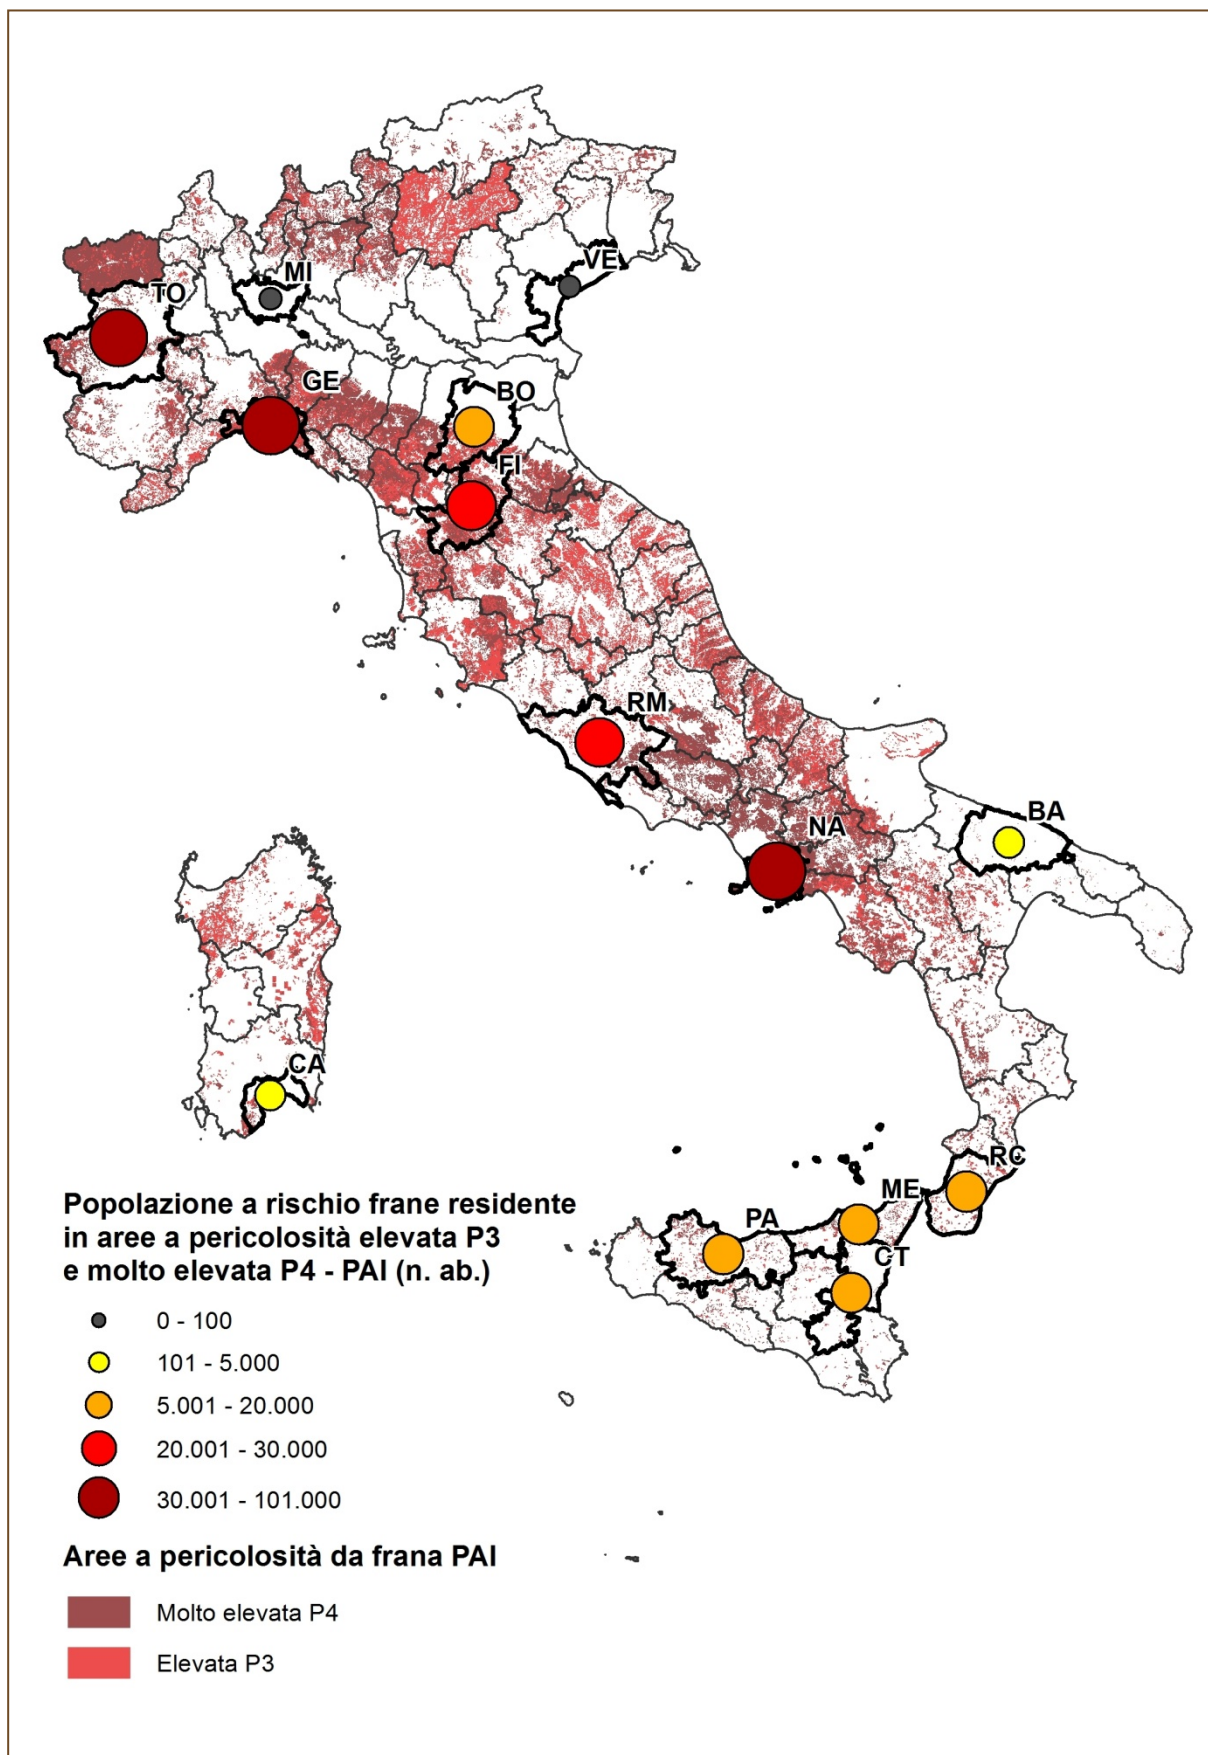 VE
MI
TO
GE
BO
FI
RM
BA
NA
CA
RC
ME
PA
CT
Popolazione a rischio frane residente
in aree a pericolosità elevata P3
e molto elevata P4 - PAI (n. ab.)
0 - 100
101 - 5.000
5.001 - 20.000
20.001 - 30.000
30.001 - 101.000
Aree a pericolosità da frana PAI
Molto elevata P4
Elevata P3